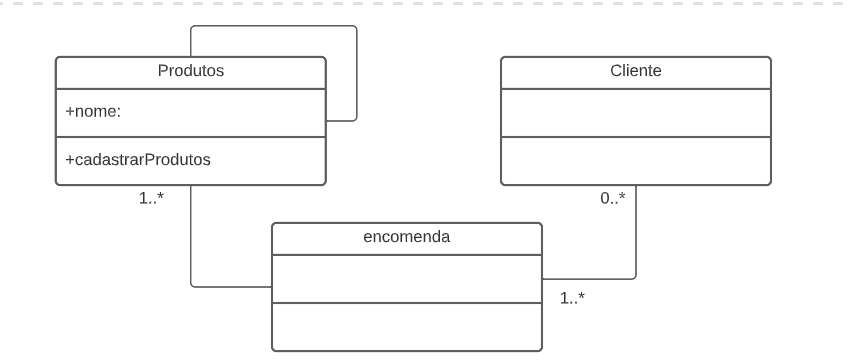 Produtos
+nome:
+cadastrarProdutos
1..*
Cliente
0..*
encomenda
1..*